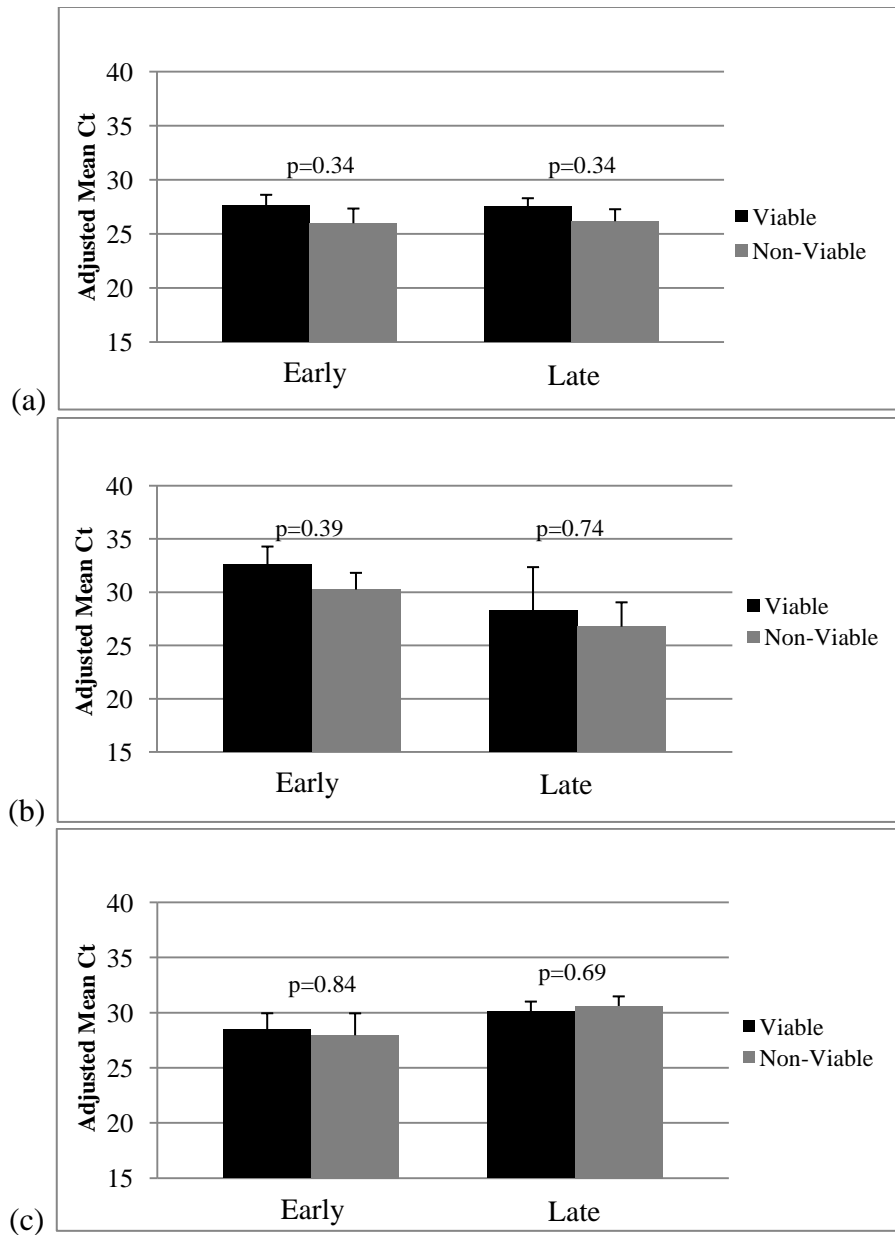 40
35
30
25
20
15
Adjusted Mean Ct
p=0.34
p=0.34
Viable
Non-Viable
Early
Late
(a)
40
35
30
25
20
15
Adjusted Mean Ct
p=0.39
p=0.74
Viable
Non-Viable
Early
Late
(b)
40
35
30
25
20
15
Adjusted Mean Ct
p=0.84
p=0.69
Viable
Non-Viable
Early
Late
(c)